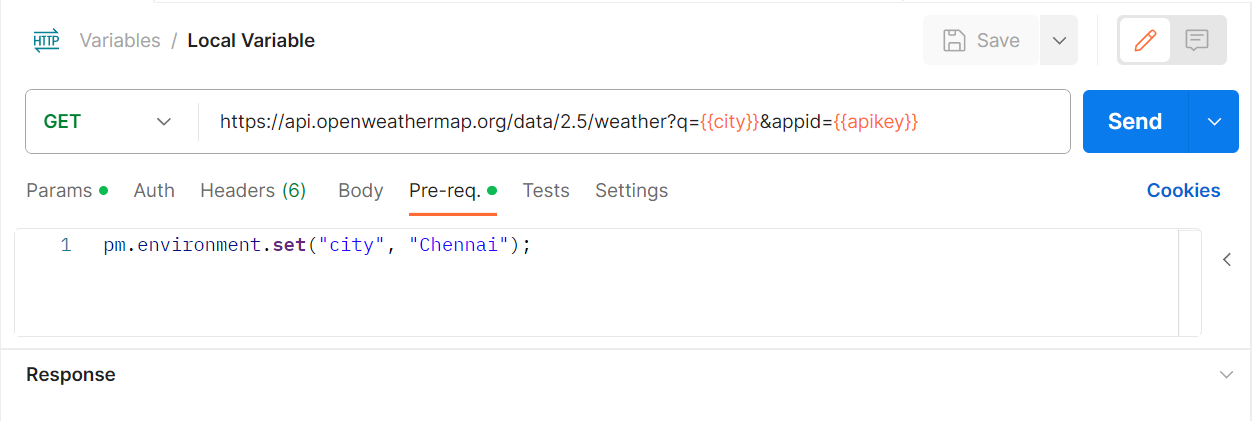 HTTP Variables / Local Variable Save
GET https://api.openweathermap.org/data/2.5/weather?q={{city}}&appid={{apikey}} Send
Params Auth Headers (6) Body Pre-req. Tests Settings Cookies
1 pm.environment.set("city", "Chennai");
Response